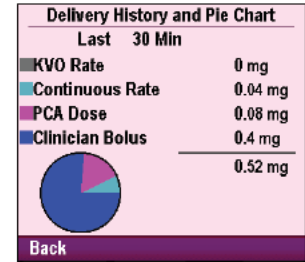 Delivery History and Pie Chart
Last 30 Min
KVO Rate 0 mg
Continuous Rate 0.04 mg
PCA Dose 0.08 mg
Clinician Bolus 0.4 mg
0.52 mg
Back